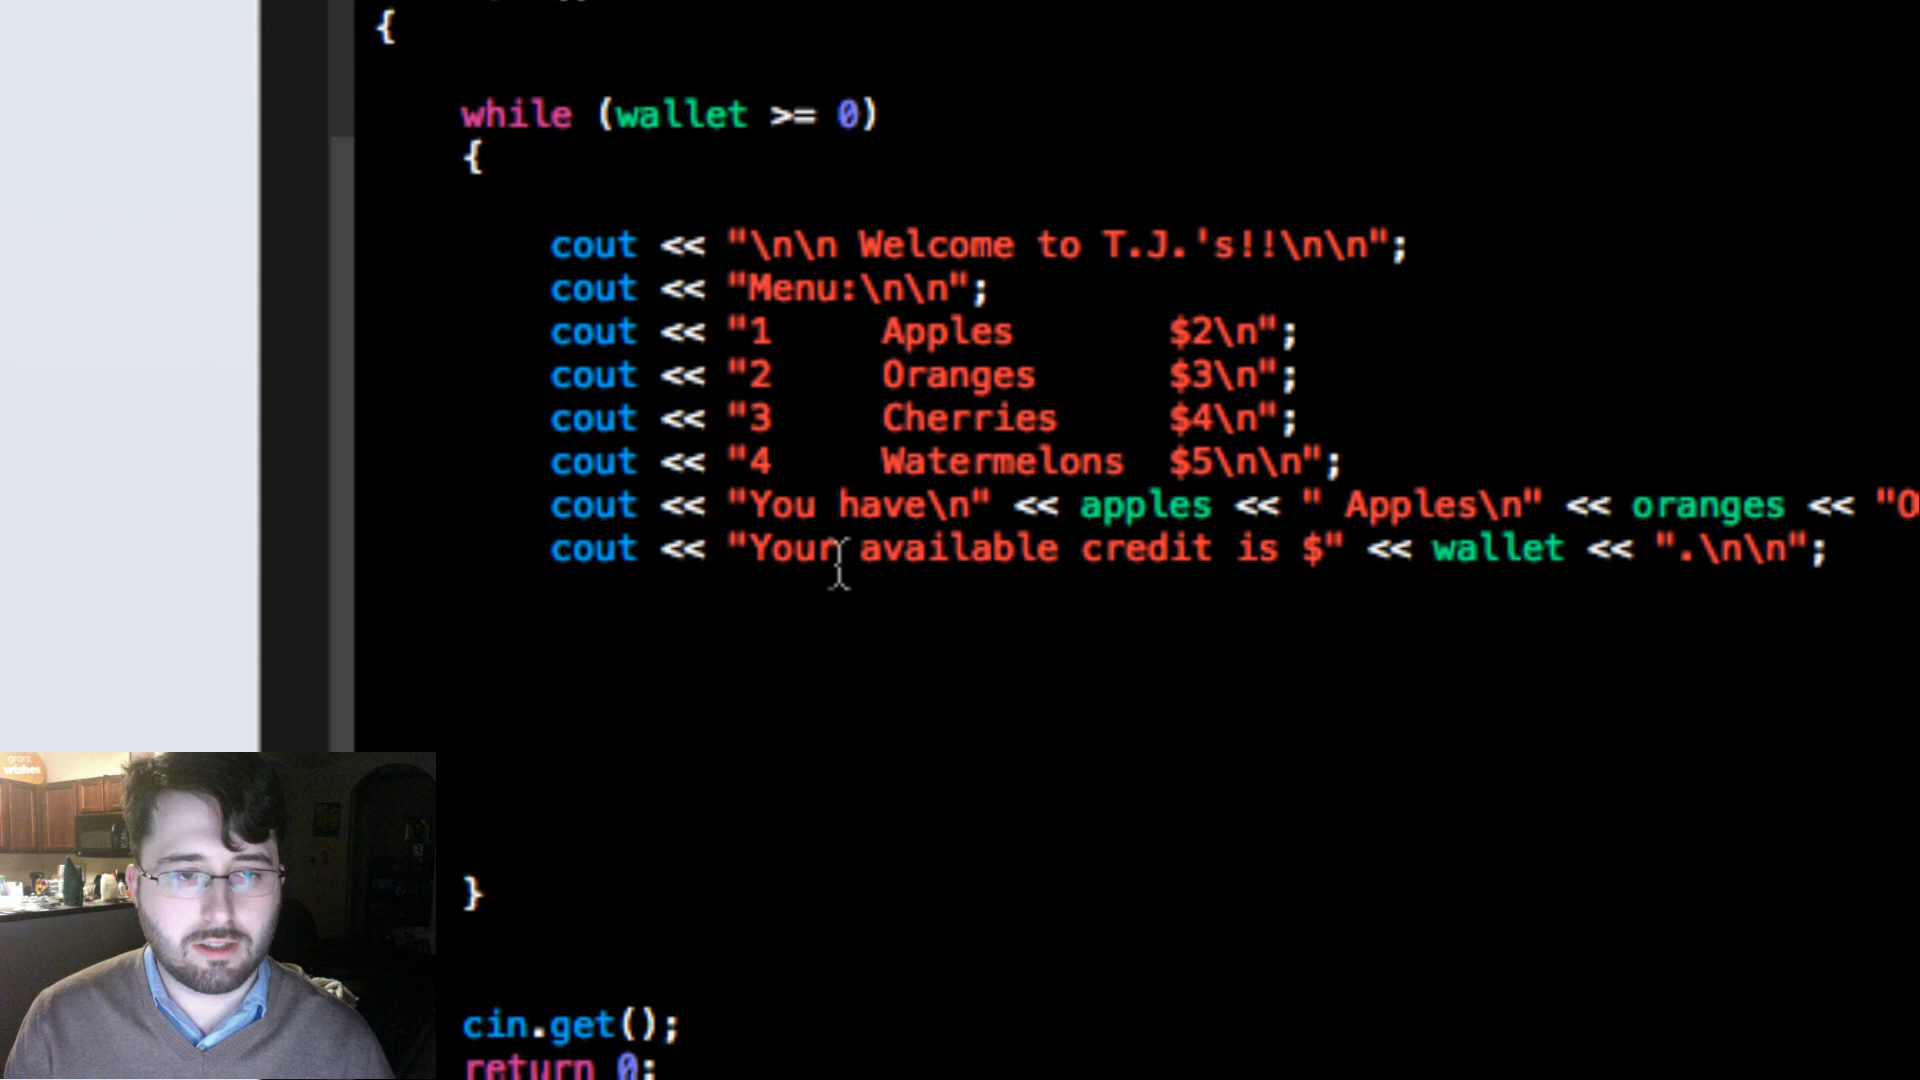 {
while (wallet >= 0)
{
cout << "\n\n Welcome to T.J.'s!!\n\n";
cout << "Menu:\n\n";
cout << "1     Apples       $2\n";
cout << "2     Oranges      $3\n";
cout << "3     Cherries     $4\n";
cout << "4     Watermelons  $5\n\n";
cout << "You have\n" << apples << " Apples\n" << oranges << "O
cout << "Your available credit is $" << wallet << ".\n\n";
}
grant
wishes
cin.get();
return 0;